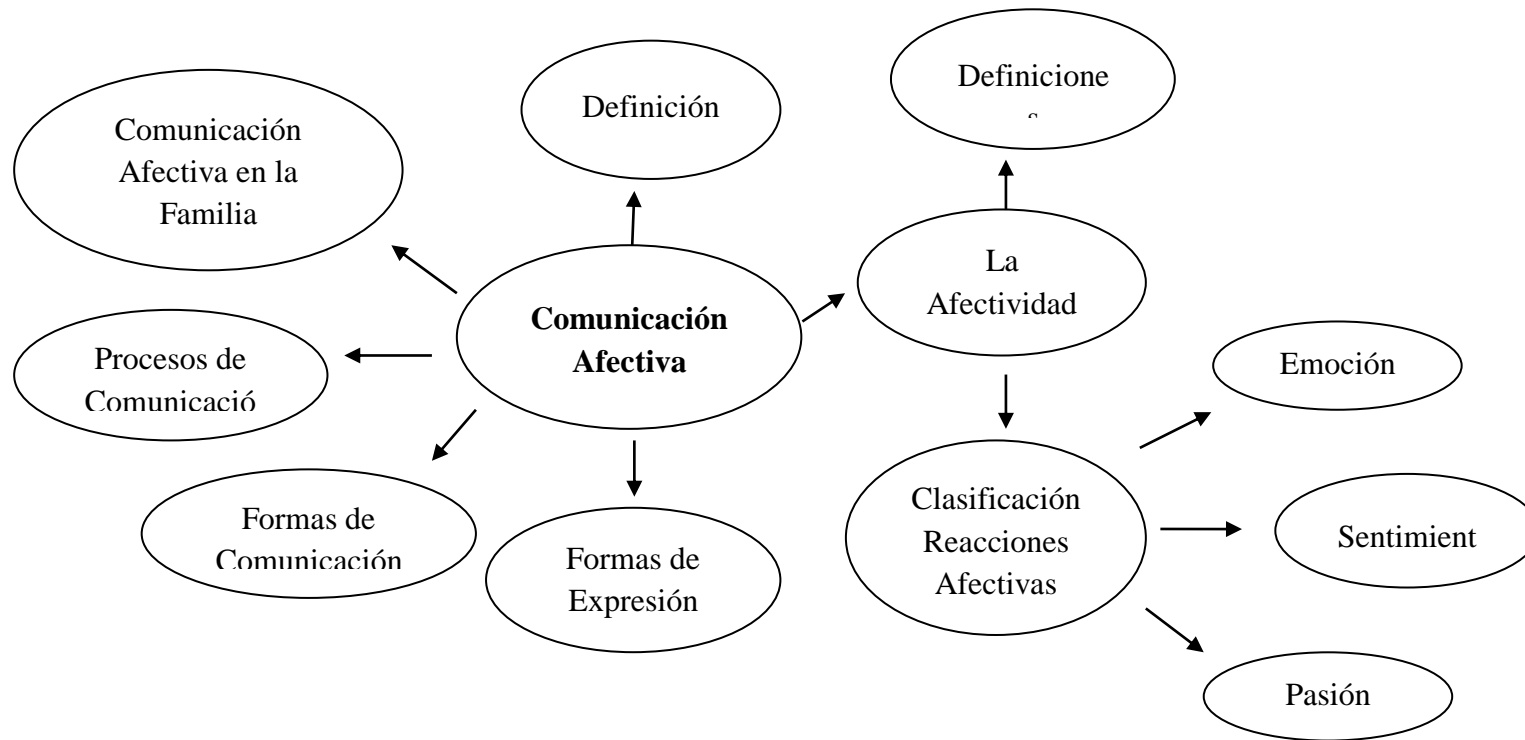 Comunicación
Afectiva en la
Familia
Definición
Definicione
s
La
Afectividad
Comunicación
Afectiva
Procesos de
Comunicació
Formas de
Comunicación
Formas de
Expresión
Clasificación
Reacciones
Afectivas
Emoción
Sentimient
Pasión